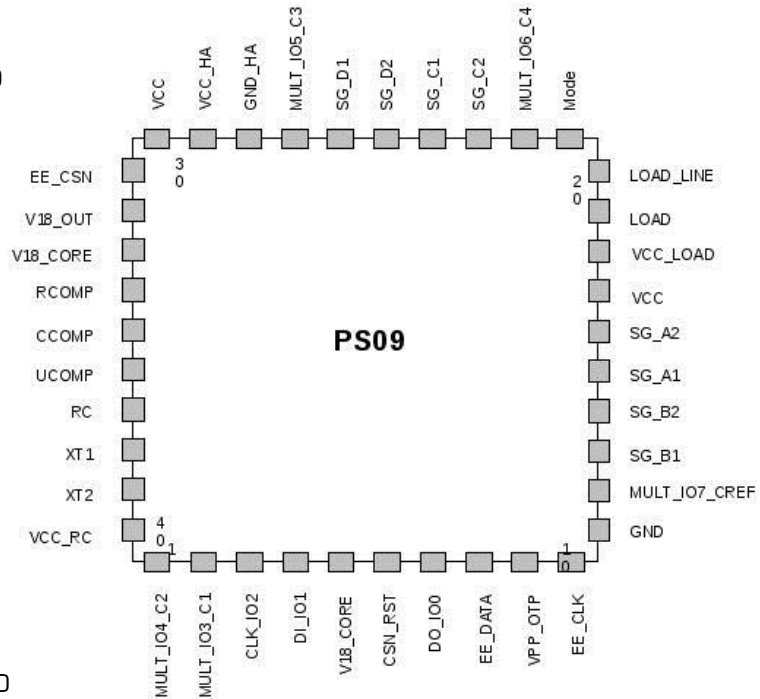 VCC
VCC_HA
GND_HA
MULT_IO5_C3
SG_D1
SG_D2
SG_C1
SG_C2
MULT_IO6_C4
Mode
EE_CSN
V18_OUT
V18_CORE
RCOMP
CCOMP
UCOMP
RC
XT1
XT2
VCC_RC
30
20
PS09
40
1
10
LOAD_LINE
LOAD
VCC_LOAD
VCC
SG_A2
SG_A1
SG_B2
SG_B1
MULT_IO7_CREF
GND
MULT_IO4_C2
MULT_IO3_C1
CLK_IO2
DI_IO1
V18_CORE
CSN_RST
DO_IO0
EE_DATA
VPP_OTP
EE_CLK